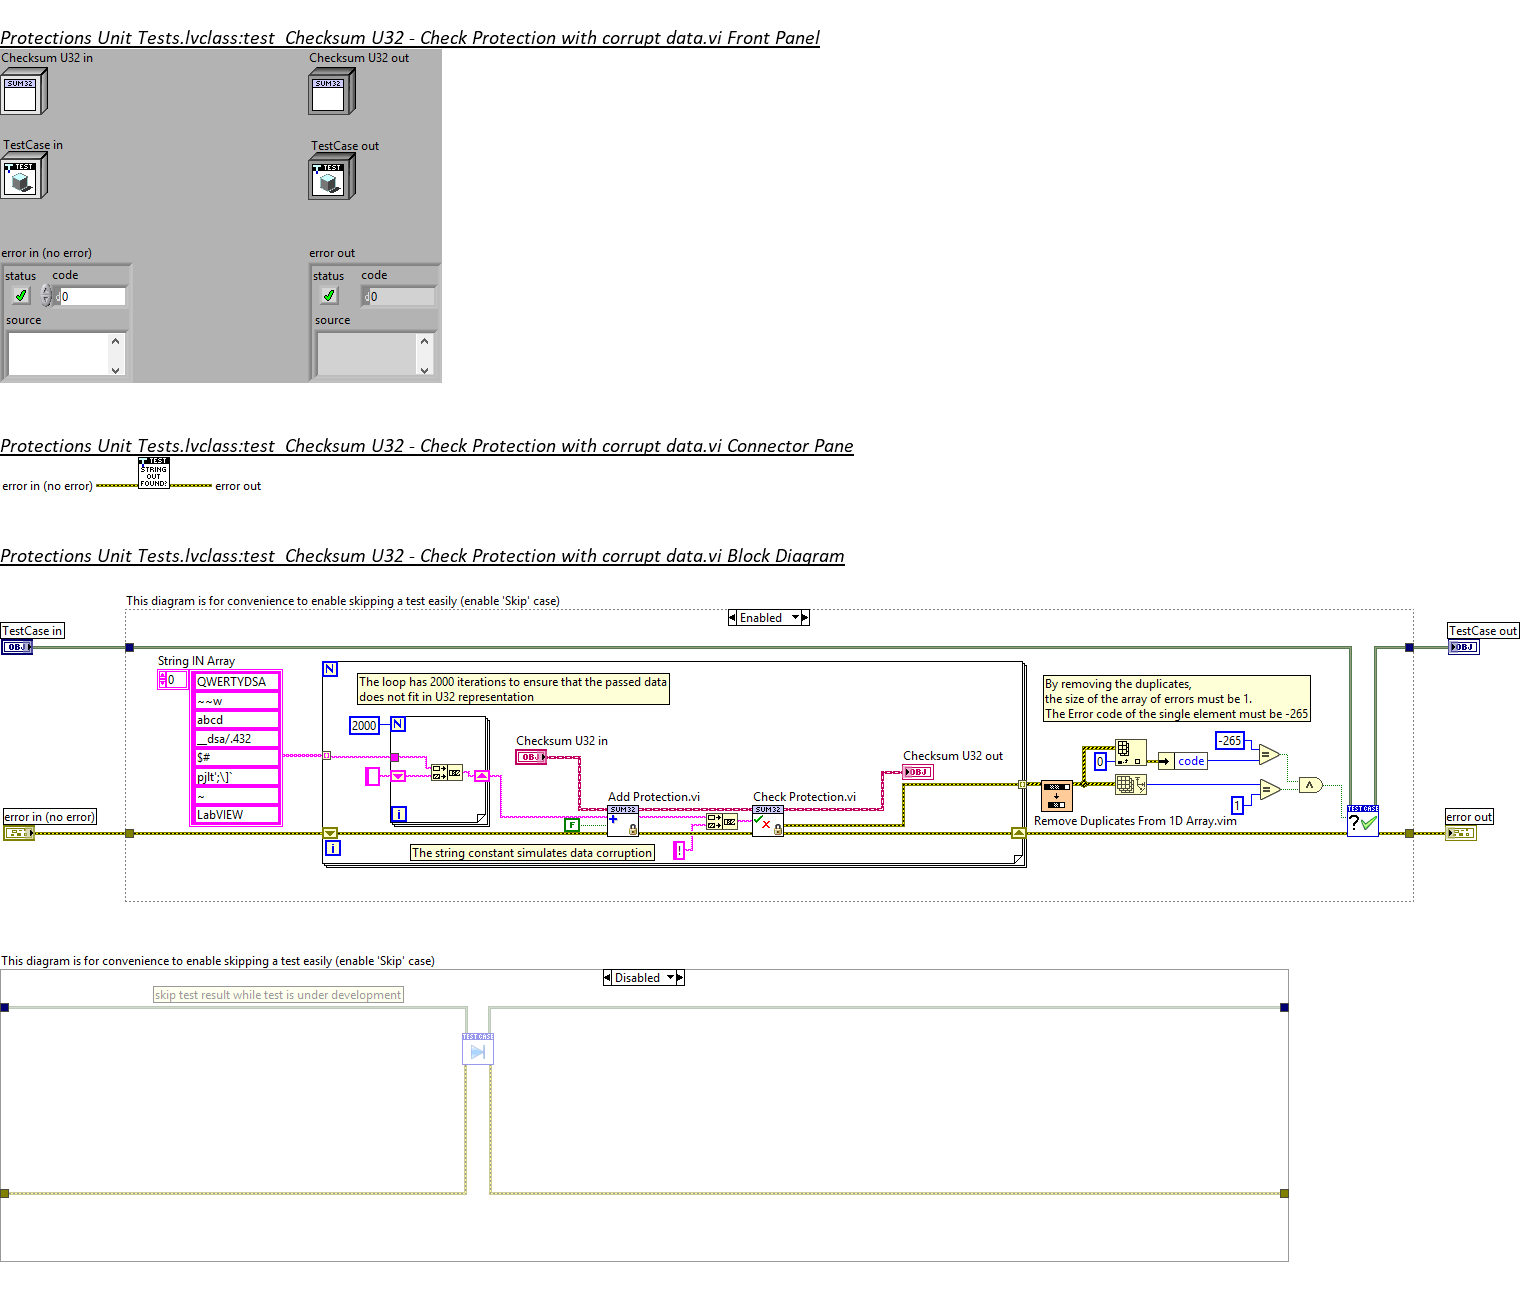 Protections Unit Tests.lvclass:test  Checksum U32 - Check Protection with corrupt data.vi Front Panel
Checksum U32 in
Checksum U32 out
SUM32
SUM32
TestCase in
TestCase out
TEST
TEST
error in (no error)
error out
status
code
status
code
0
0
source
source
Protections Unit Tests.lvclass:test  Checksum U32 - Check Protection with corrupt data.vi Connector Pane
TEST
STRING
OUT
FOUND?
error in (no error)
error out
Protections Unit Tests.lvclass:test  Checksum U32 - Check Protection with corrupt data.vi Block Diagram
This diagram is for convenience to enable skipping a test easily (enable 'Skip' case)
Enabled
TestCase in
OBJ
TestCase out
OBJ
String IN Array
0
QWERTYDSA
~~w
abcd
__dsa/.432
$#
pjlt';\]`
~
LabVIEW
N
The loop has 2000 iterations to ensure that the passed data
does not fit in U32 representation
2000
N
i
Checksum U32 in
OBJ
Checksum U32 out
OBJ
Add Protection.vi
SUM32
Check Protection.vi
SUM32
F
!
The string constant simulates data corruption
i
By removing the duplicates,
the size of the array of errors must be 1.
The Error code of the single element must be -265
-265
0
code
=
1
=
Remove Duplicates From 1D Array.vim
TEST CASE
?
error in (no error)
error out
This diagram is for convenience to enable skipping a test easily (enable 'Skip' case)
Disabled
skip test result while test is under development
TEST CASE